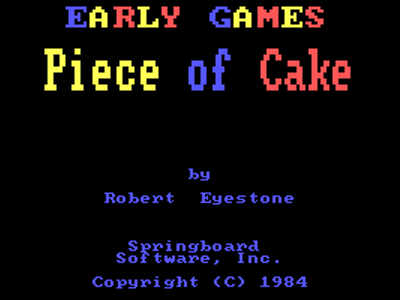 EARLY GAMES
Piece of Cake
by
Robert Eyestone
Springboard
Software, Inc.
Copyright (C) 1984